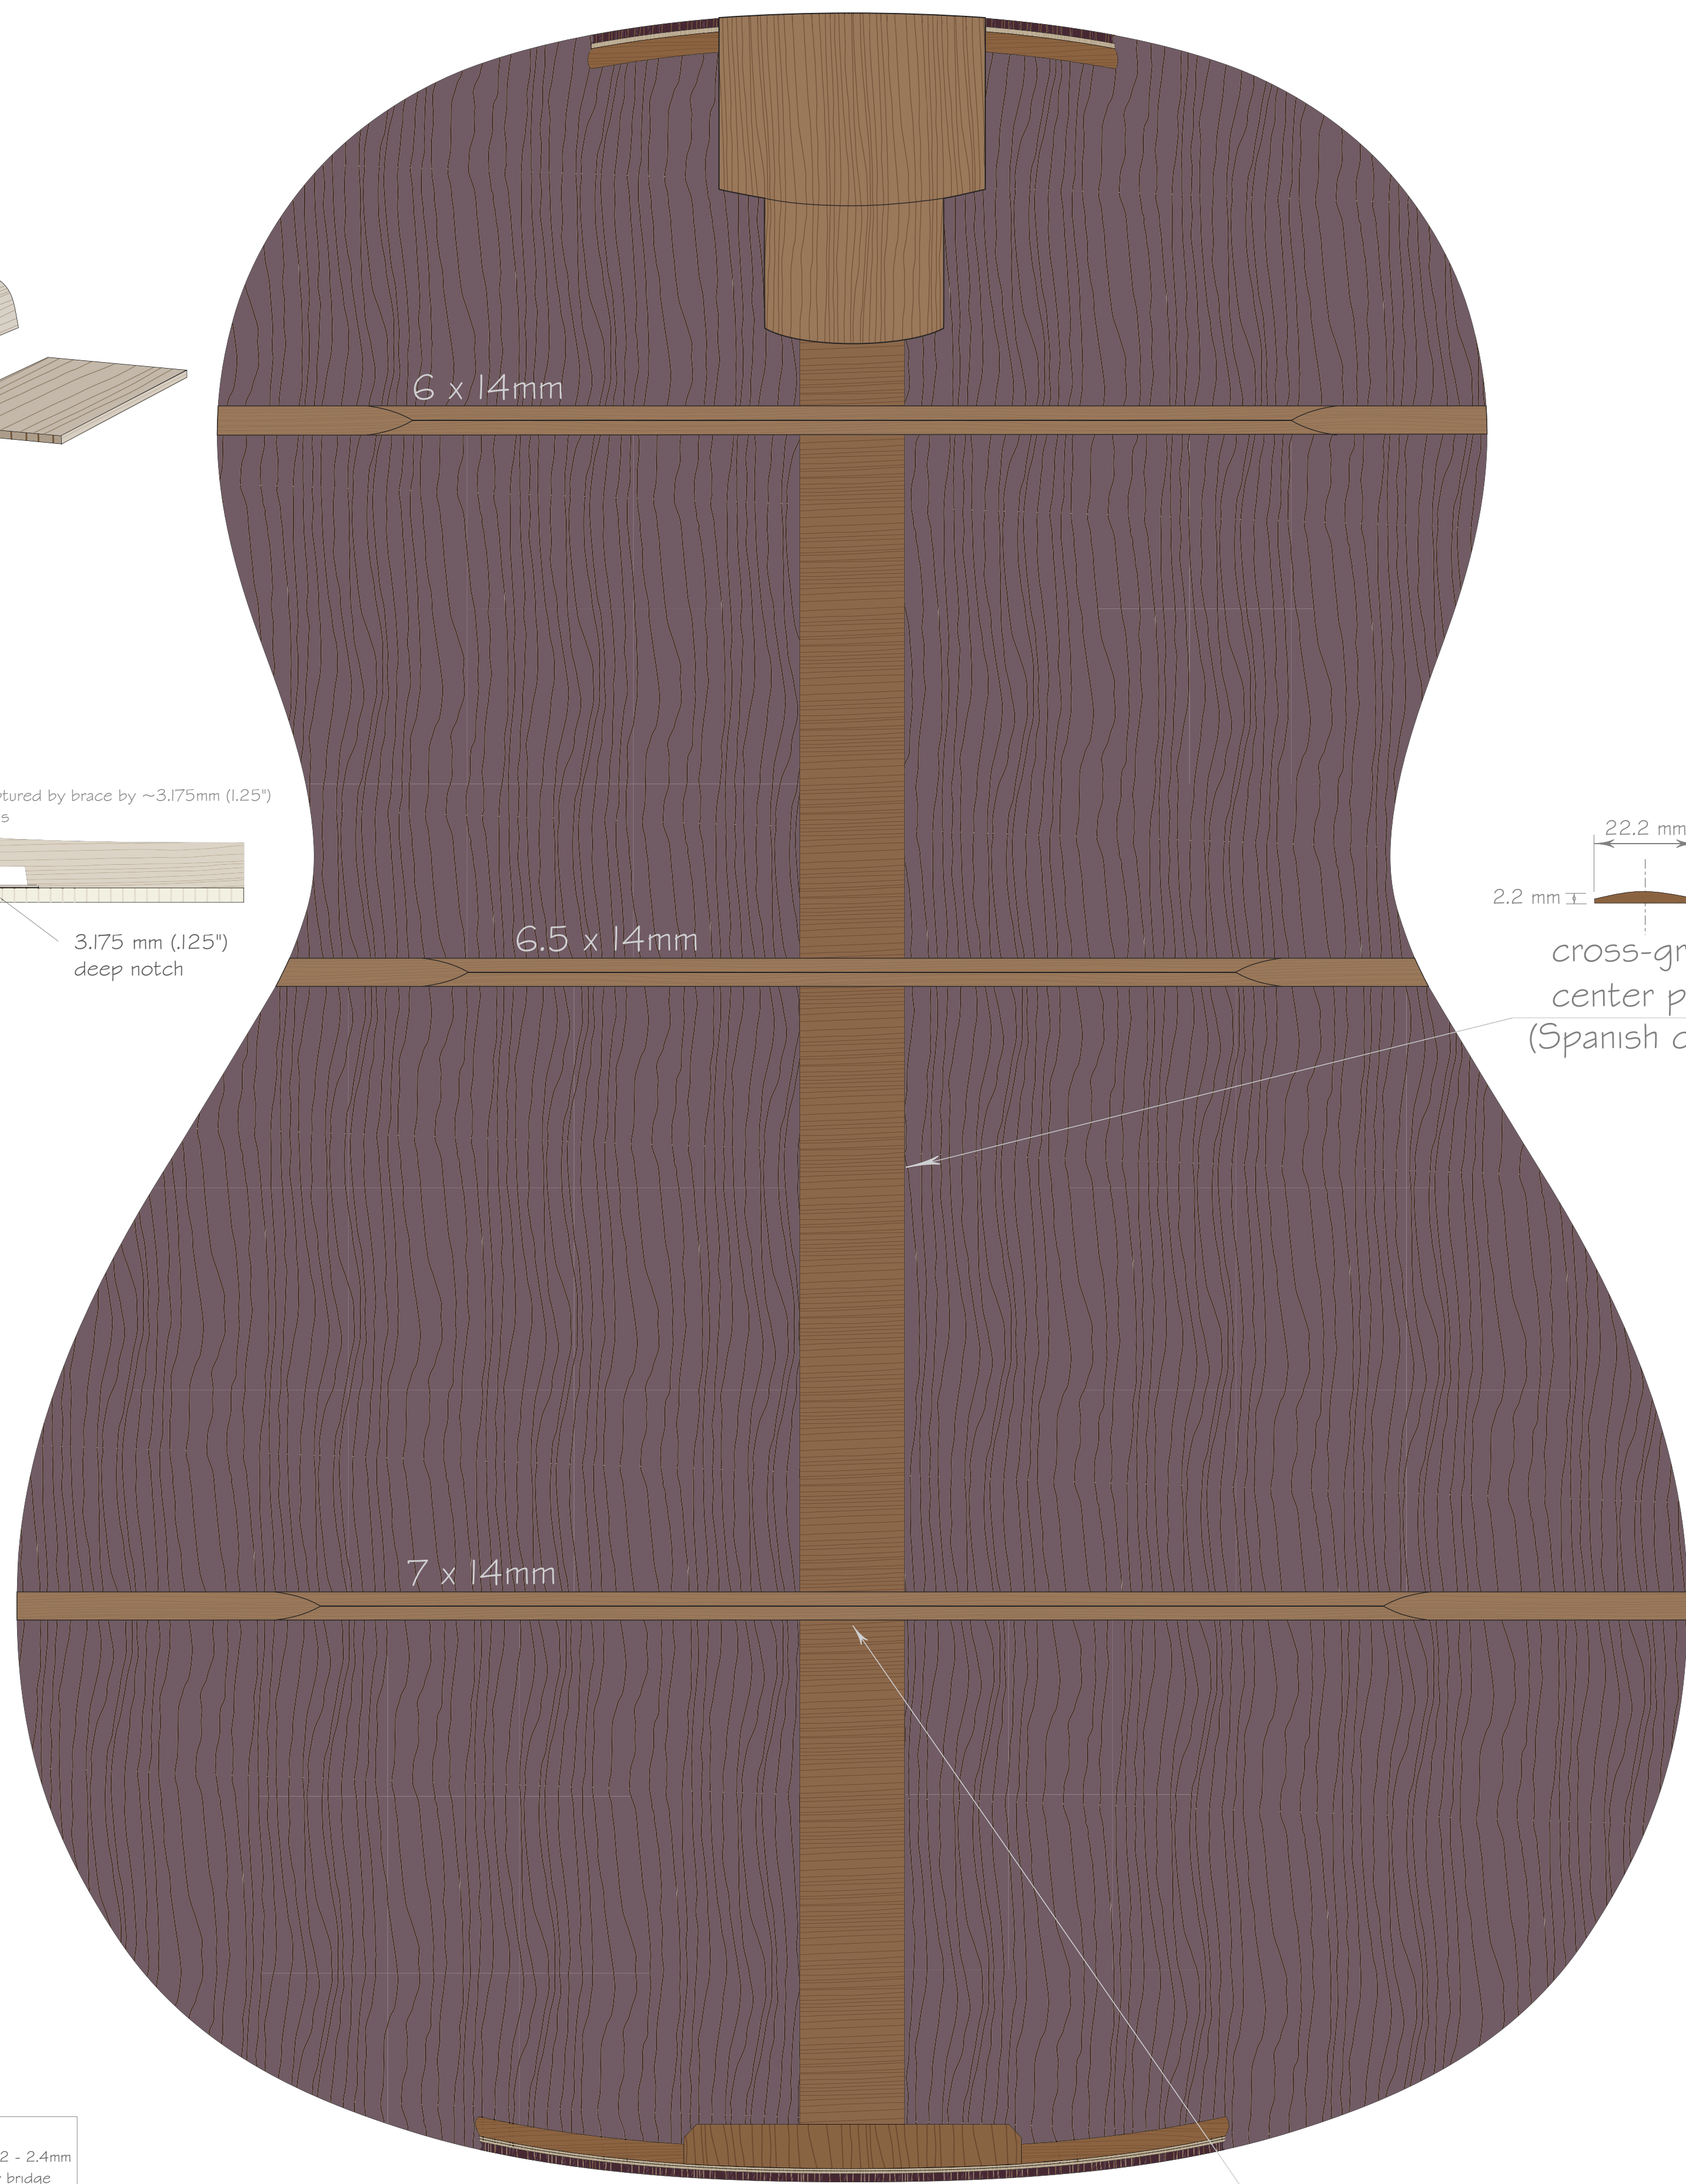 6 x 14mm
ptured by brace by ~3.175mm (1.25")
s
3.175 mm (.125")
deep notch
6.5 x 14mm
22.2 mm
2.2 mm
cross-gr
center p
(Spanish c
7 x 14mm
2 - 2.4mm
bridge